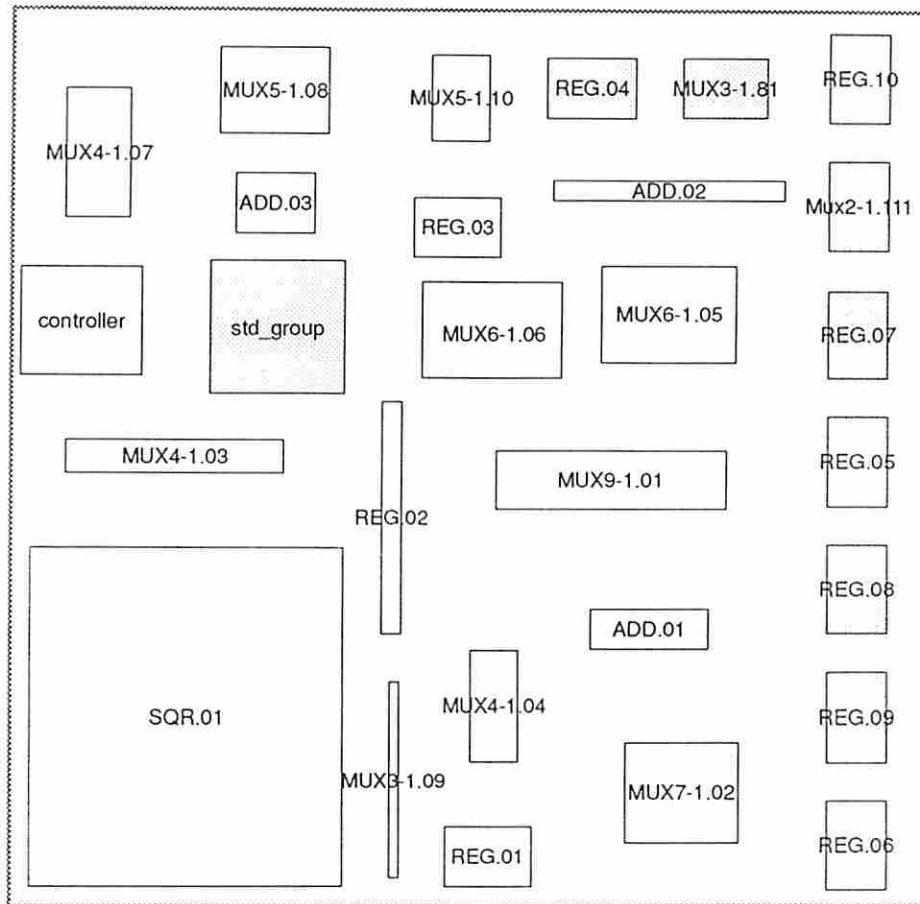 MUX5-1.08
MUX5-1.10
REG.04
MUX3-1.81
REG.10
MUX4-1.07
ADD.03
ADD.02
Mux2-1.111
REG.03
controller
std_group
MUX6-1.06
MUX6-1.05
REG.07
MUX4-1.03
MUX9-1.01
REG.05
REG.02
REG.08
ADD.01
SQR.01
MUX4-1.04
REG.09
MUX3-1.09
MUX7-1.02
REG.01
REG.06